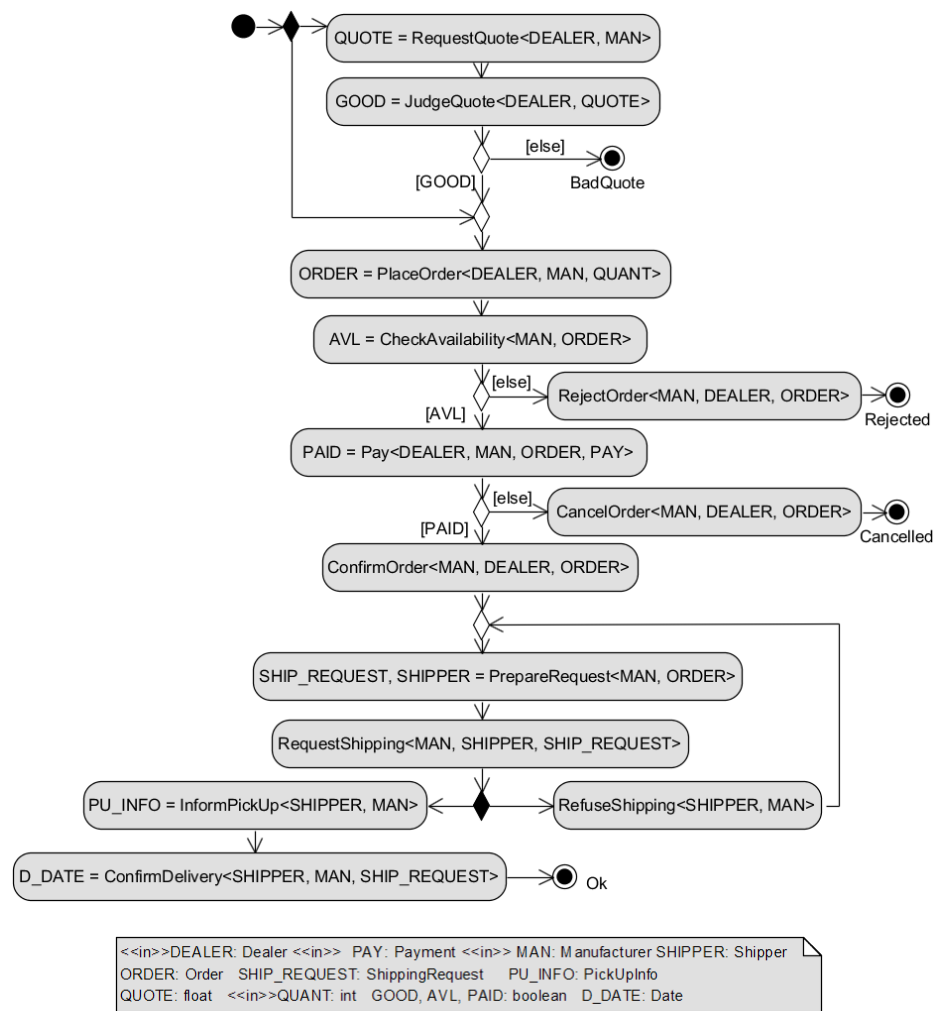 QUOTE = RequestQuote<DEALER, MAN>
GOOD = JudgeQuote<DEALER, QUOTE>
[else]
BadQuote
[GOOD]
ORDER = PlaceOrder<DEALER, MAN, QUANT>
AVL = CheckAvailability<MAN, ORDER>
[else]
RejectOrder<MAN, DEALER, ORDER>
Rejected
[AVL]
PAID = Pay<DEALER, MAN, ORDER, PAY>
[else]
CancelOrder<MAN, DEALER, ORDER>
Cancelled
[PAID]
ConfirmOrder<MAN, DEALER, ORDER>
SHIP_REQUEST, SHIPPER = PrepareRequest<MAN, ORDER>
RequestShipping<MAN, SHIPPER, SHIP_REQUEST>
PU_INFO = InformPickUp<SHIPPER, MAN>
RefuseShipping<SHIPPER, MAN>
D_DATE = ConfirmDelivery<SHIPPER, MAN, SHIP_REQUEST>
Ok
<<in>>DEALER: Dealer <<in>> PAY: Payment <<in>> MAN: Manufacturer SHIPPER: Shipper
ORDER: Order SHIP_REQUEST: ShippingRequest PU_INFO: PickUpInfo
QUOTE: float <<in>>QUANT: int GOOD, AVL, PAID: boolean D_DATE: Date